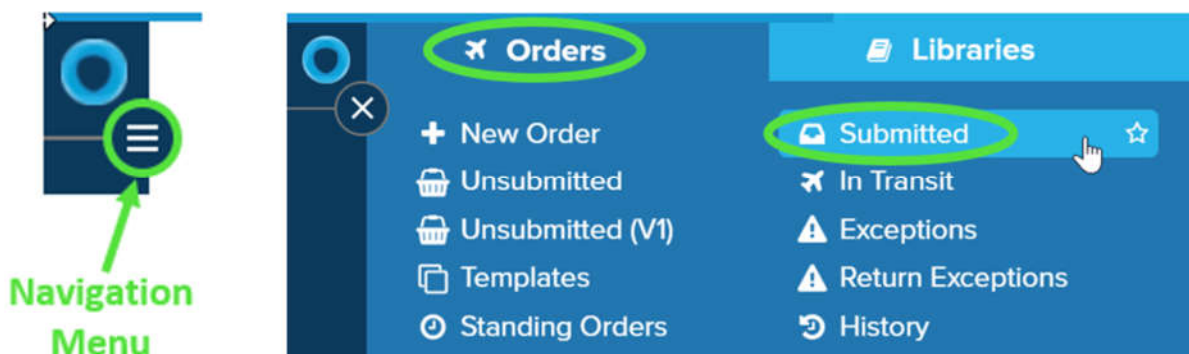 Orders
Libraries
New Order
Submitted
Unsubmitted
In Transit
Unsubmitted (V1)
Exceptions
Templates
Return Exceptions
Standing Orders
History
Navigation
Menu